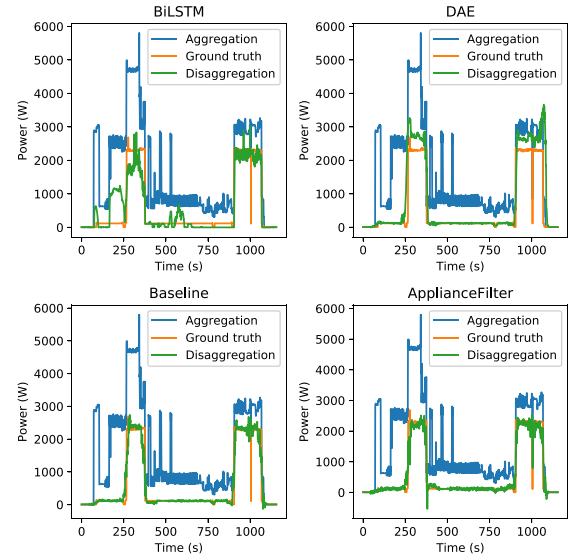 BiLSTM
6000
5000
4000
3000
2000
1000
0
Power (W)
Aggregation
Ground truth
Disaggregation
0 250 500 750 1000
Time (s)
DAE
6000
5000
4000
3000
2000
1000
0
Power (W)
Aggregation
Ground truth
Disaggregation
0 250 500 750 1000
Time (s)
Baseline
6000
5000
4000
3000
2000
1000
0
Power (W)
Aggregation
Ground truth
Disaggregation
0 250 500 750 1000
Time (s)
ApplianceFilter
6000
5000
4000
3000
2000
1000
0
Power (W)
Aggregation
Ground truth
Disaggregation
0 250 500 750 1000
Time (s)